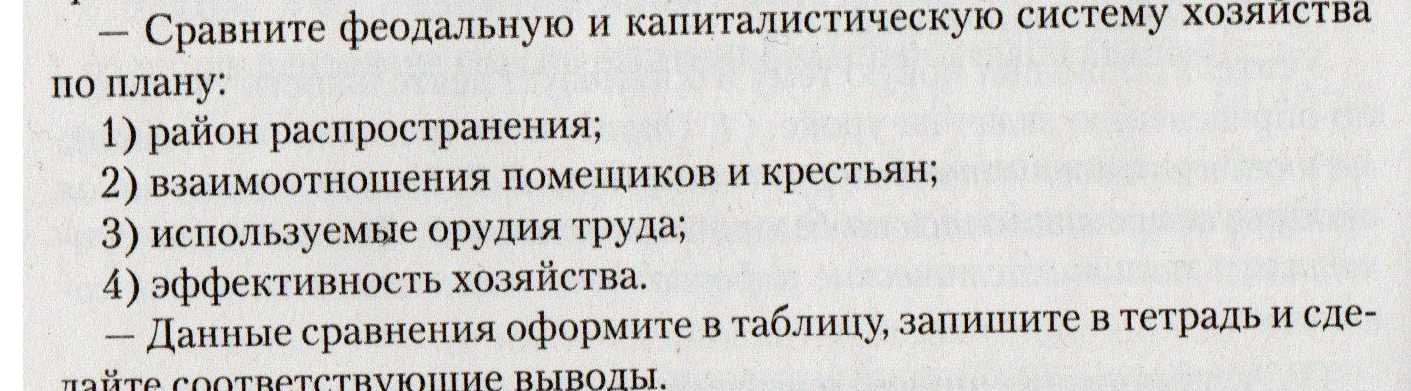 — Сравните феодальную и капиталистическую систему хозяйства
по плану:
1) район распространения;
2) взаимоотношения помещиков и крестьян;
3) используемые орудия труда;
4) эффективность хозяйства.
— Данные сравнения оформите в таблицу, запишите в тетрадь и сде-
лайте соответствующие выводы.